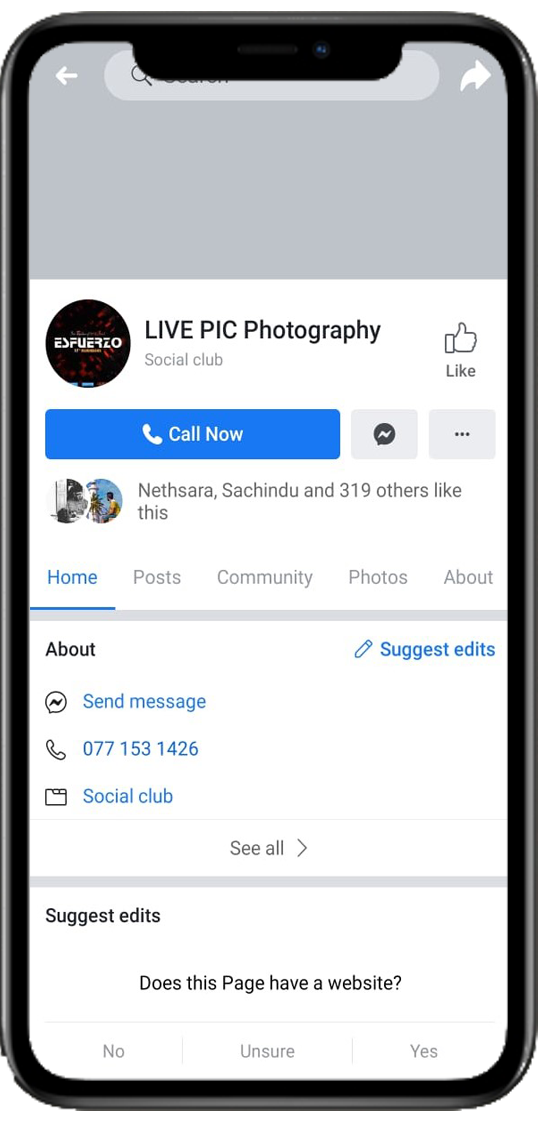 Search
LIVE PIC Photography
Social club
ESFUERZO
Like
Call Now
Nethsara, Sachindu and 319 others like
this
Home Posts Community Photos About
About Suggest edits
Send message
077 153 1426
Social club
See all
Suggest edits
Does this Page have a website?
No Unsure Yes